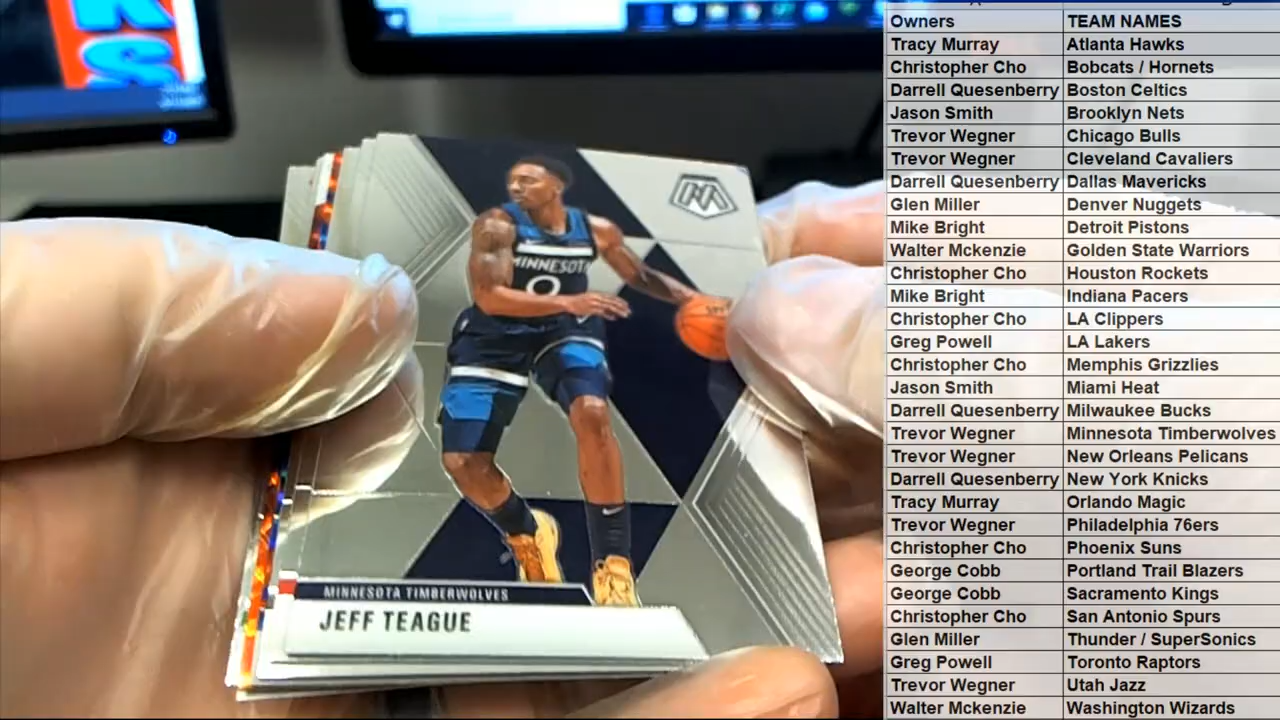 KS
Owners TEAM NAMES
Tracy Murray Atlanta Hawks
Christopher Cho Bobcats / Hornets
Darrell Quesenberry Boston Celtics
Jason Smith Brooklyn Nets
Trevor Wegner Chicago Bulls
Trevor Wegner Cleveland Cavaliers
Darrell Quesenberry Dallas Mavericks
Glen Miller Denver Nuggets
Mike Bright Detroit Pistons
Walter Mckenzie Golden State Warriors
Christopher Cho Houston Rockets
Mike Bright Indiana Pacers
Christopher Cho LA Clippers
Greg Powell LA Lakers
Christopher Cho Memphis Grizzlies
Jason Smith Miami Heat
Darrell Quesenberry Milwaukee Bucks
Trevor Wegner Minnesota Timberwolves
Trevor Wegner New Orleans Pelicans
Darrell Quesenberry New York Knicks
Tracy Murray Orlando Magic
Trevor Wegner Philadelphia 76ers
Christopher Cho Phoenix Suns
George Cobb Portland Trail Blazers
George Cobb Sacramento Kings
Christopher Cho San Antonio Spurs
Glen Miller Thunder / SuperSonics
Greg Powell Toronto Raptors
Trevor Wegner Utah Jazz
Walter Mckenzie Washington Wizards
MINNESOTA
0
MINNESOTA TIMBERWOLVES
JEFF TEAGUE